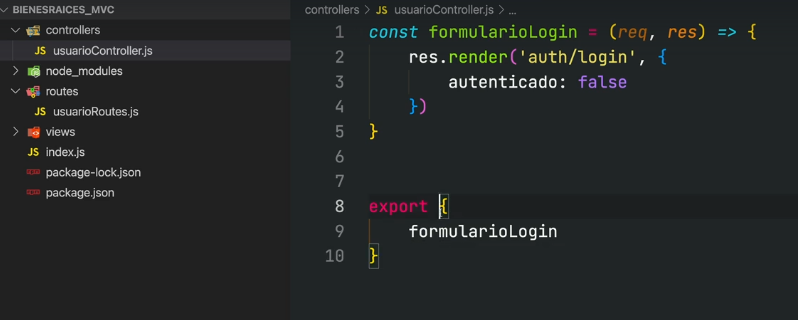 BIENESRAICES_MVC
controllers
JS usuarioController.js
node_modules
routes
JS usuarioRoutes.js
views
JS index.js
package-lock.json
package.json
controllers > JS usuarioController.js > ...
1 const formularioLogin = (req, res) => {
2 res.render('auth/login', {
3 autenticado: false
4 })
5 }
6
7
8 export {
9 formularioLogin
10 }